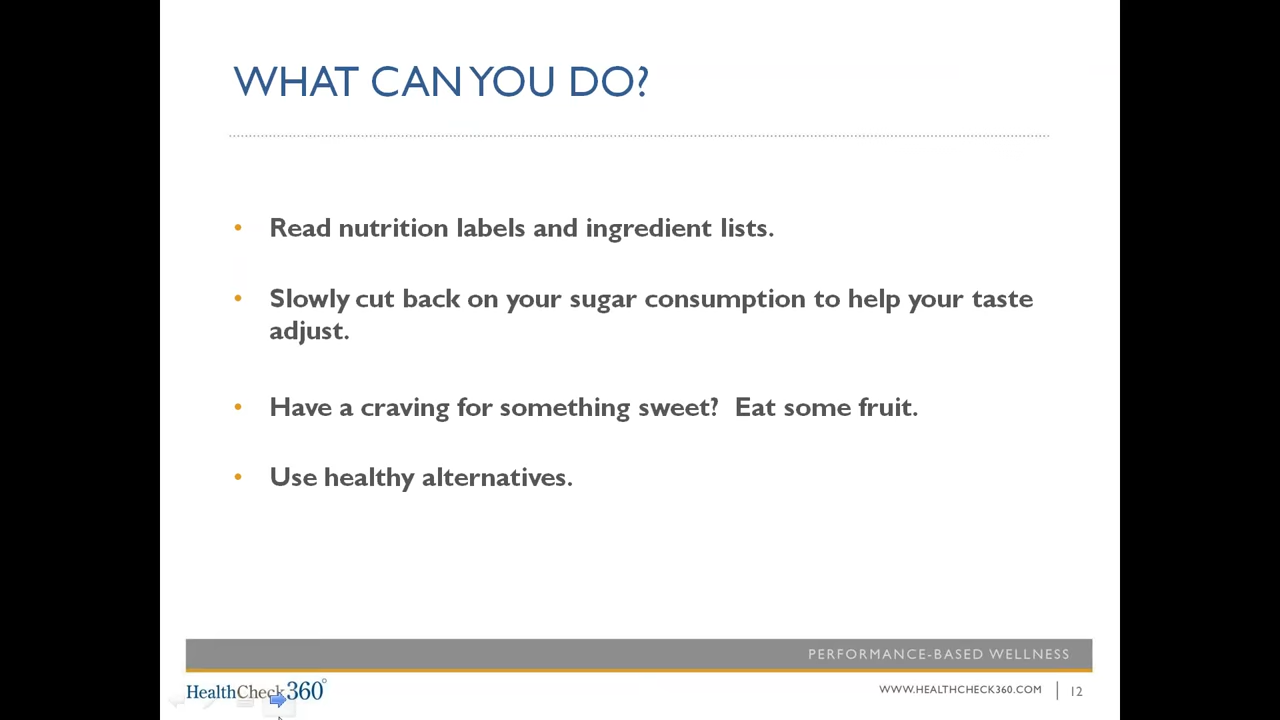 WHAT CAN YOU DO?
• Read nutrition labels and ingredient lists.
• Slowly cut back on your sugar consumption to help your taste
adjust.
• Have a craving for something sweet?  Eat some fruit.
• Use healthy alternatives.
PERFORMANCE-BASED WELLNESS
HealthCheck360°
WWW.HEALTHCHECK360.COM | 12